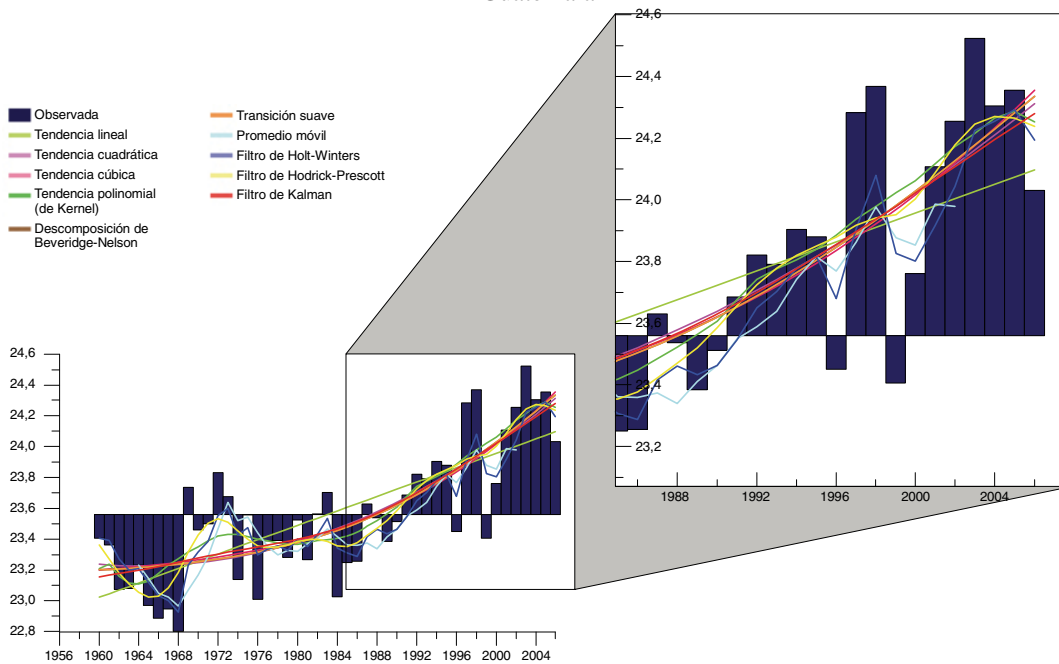 24,6
24,4
24,2
24,0
23,8
23,6
23,4
23,2
1988 1992 1996 2000 2004
Observada
Tendencia lineal
Tendencia cuadrática
Tendencia cúbica
Tendencia polinomial
(de Kernel)
Descomposición de
Beveridge-Nelson
Transición suave
Promedio móvil
Filtro de Holt-Winters
Filtro de Hodrick-Prescott
Filtro de Kalman
24,6
24,4
24,2
24,0
23,8
23,6
23,4
23,2
23,0
22,8
1956 1960 1964 1968 1972 1976 1980 1984 1988 1992 1996 2000 2004